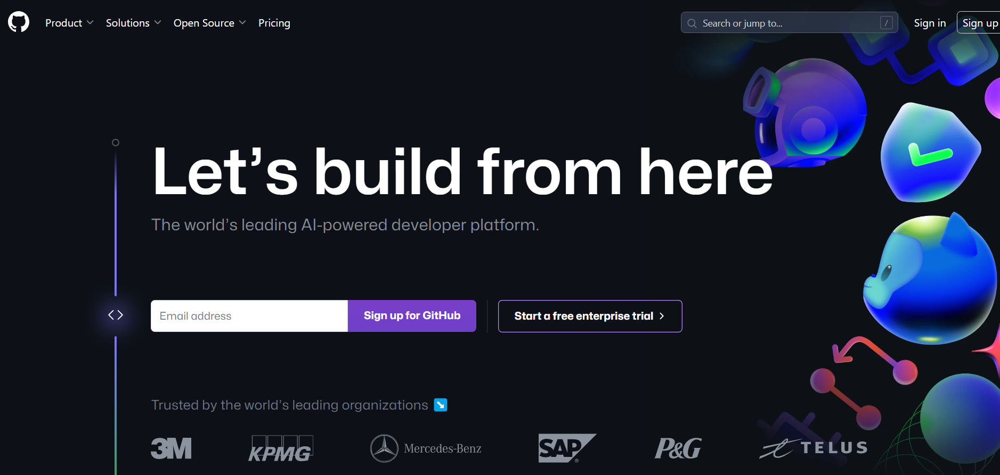 Product Solutions Open Source Pricing Search or jump to... / Sign in Sign up
Let’s build from here
The world’s leading AI-powered developer platform.
Email address Sign up for GitHub Start a free enterprise trial
Trusted by the world’s leading organizations
3M KPMG Mercedes-Benz SAP ® P&G TELUS